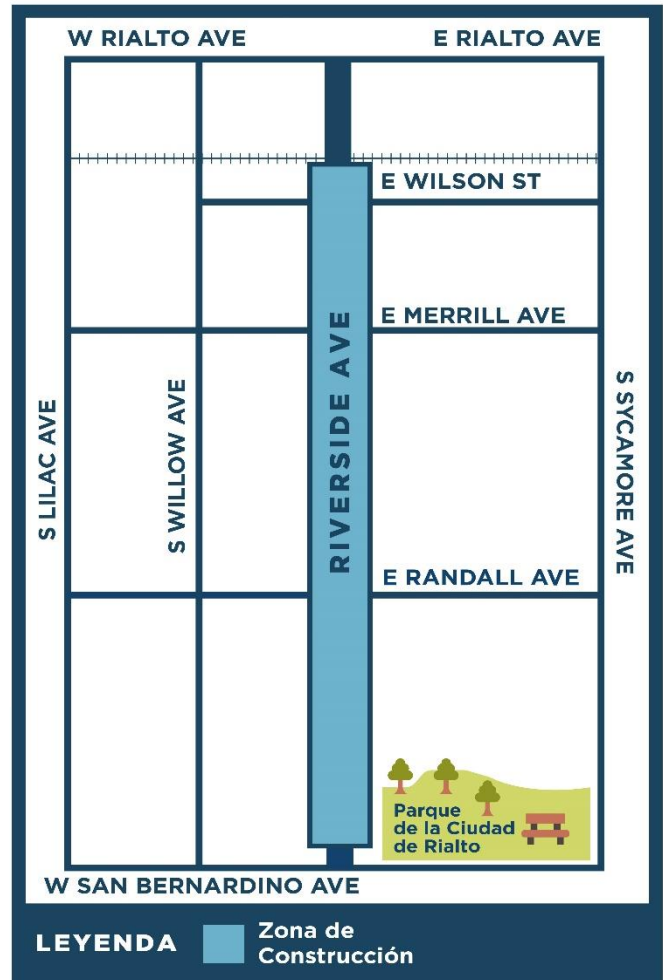 W RIALTO AVE
E RIALTO AVE
E WILSON ST
E MERRILL AVE
RIVERSIDE AVE
S LILAC AVE
S WILLOW AVE
S SYCAMORE AVE
E RANDALL AVE
Parque
de la Ciudad
de Rialto
W SAN BERNARDINO AVE
LEYENDA
Zona de
Construcción